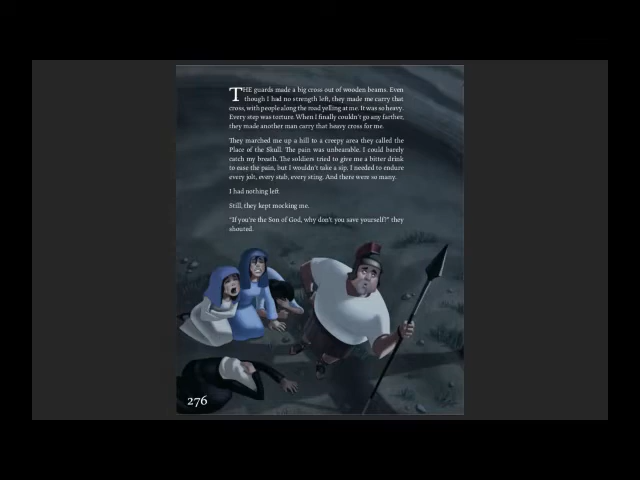 THE guards made a big cross out of wooden beams. Even
though I had no strength left, they made me carry that
cross, with people along the road yelling at me. It was so heavy.
Every step was torture. When I finally couldn't go any farther,
they made another man carry that heavy cross for me.
They marched me up a hill to a creepy area they called the
Place of the Skull. The pain was unbearable. I could barely
catch my breath. The soldiers tried to give me a bitter drink
to ease the pain, but I wouldn't take a sip. I needed to endure
every jolt, every stab, every sting. And there were so many.
I had nothing left.
Still, they kept mocking me.
"If you're the Son of God, why don't you save yourself?" they
shouted.
276